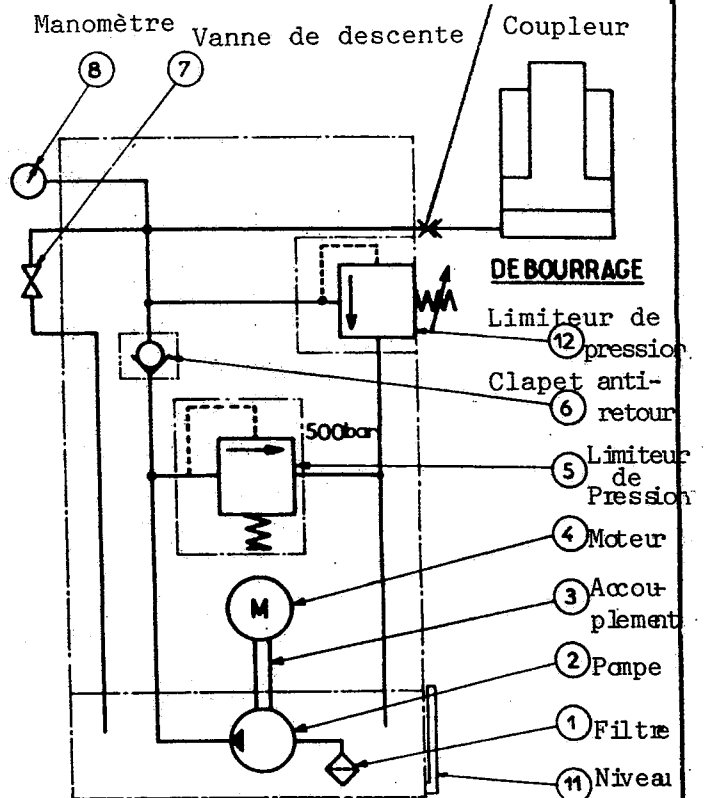 Manomètre
Vanne de descente
Coupleur
8
7
DEBOURRAGE
Limiteur de
12 pression
Clapet anti-
6 retour
500bar
5 Limiteur
de
Pression
4 Moteur
M
3 Accou-
plement
2 Pompe
1 Filtre
11 Niveau